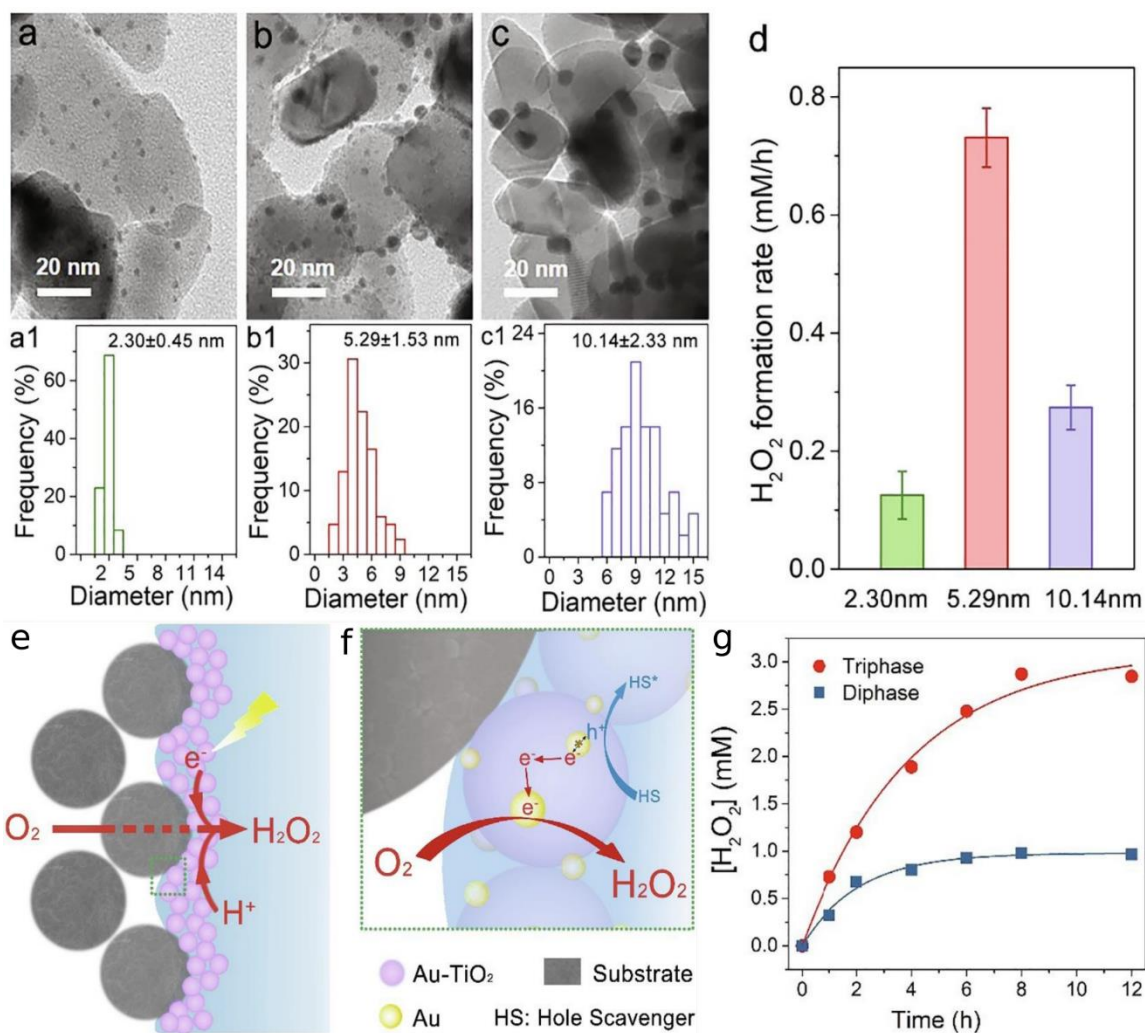 a
20 nm
b
20 nm
c
20 nm
a1
2.30±0.45 nm
Frequency (%)
60
40
20
0
2 5 8 11 14
Diameter (nm)
b1
5.29±1.53 nm
Frequency (%)
30
20
10
0
0 3 6 9 12 15
Diameter (nm)
c1
10.14±2.33 nm
Frequency (%)
24
18
12
6
0
0 3 6 9 12 15
Diameter (nm)
d
H₂O₂ formation rate (mM/h)
0.8
0.6
0.4
0.2
0.0
2.30nm 5.29nm 10.14nm
e
e⁻
O₂
H₂O₂
H⁺
f
HS*
h⁺
e⁻ e⁻
HS
e⁻
O₂
H₂O₂
Au-TiO₂
Substrate
Au
HS: Hole Scavenger
g
Triphase
Diphase
[H₂O₂] (mM)
3.0
2.5
2.0
1.5
1.0
0.5
0.0
0 2 4 6 8 10 12
Time (h)